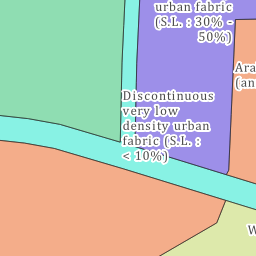 urban fabric
(S.L. : 30% -
50%)
Ara
(an
Discontinuous
very low
density urban
fabric (S.L. :
< 10%)
W